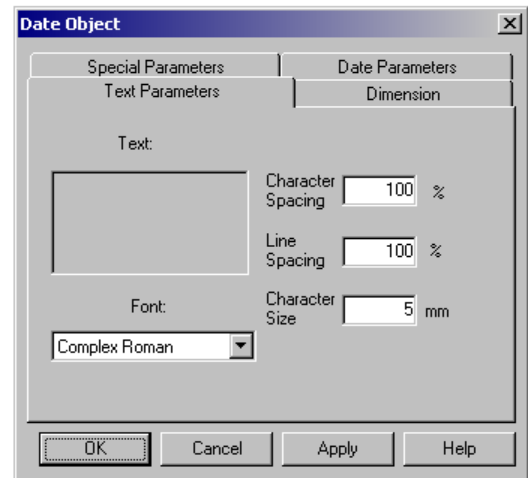 Date Object
Special Parameters Date Parameters
Text Parameters Dimension
Text:
Character
Spacing 100 %
Line
Spacing 100 %
Font:
Character
Size 5 mm
Complex Roman
OK Cancel Apply Help